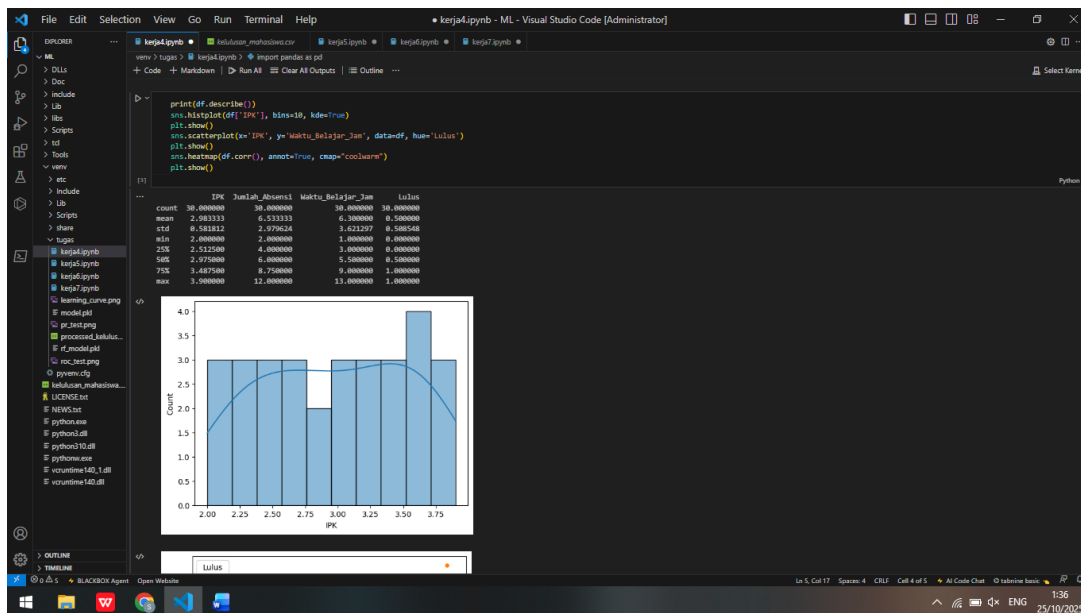 File Edit Selection View Go Run Terminal Help
● kerja4.ipynb - ML - Visual Studio Code [Administrator]
EXPLORER ...
ML
DLLs
Doc
include
Lib
libs
Scripts
tcl
Tools
venv
etc
Include
Lib
Scripts
share
tugas
kerja4.ipynb
kerja5.ipynb
kerja6.ipynb
kerja7.ipynb
learning_curve.png
model.pkl
pr_test.png
processed_kelulus...
rf_model.pkl
roc_test.png
pyvenv.cfg
kelulusan_mahasiswa....
LICENSE.txt
NEWS.txt
python.exe
python3.dll
python310.dll
pythonw.exe
vcruntime140_1.dll
vcruntime140.dll
OUTLINE
TIMELINE
kerja4.ipynb ● kelulusan_mahasiswa.csv kerja5.ipynb ● kerja6.ipynb ● kerja7.ipynb ●
venv > tugas > kerja4.ipynb > import pandas as pd
+ Code + Markdown | Run All Clear All Outputs | Outline ...
Select Kerne
print(df.describe())
sns.histplot(df['IPK'], bins=10, kde=True)
plt.show()
sns.scatterplot(x='IPK', y='Waktu_Belajar_Jam', data=df, hue='Lulus')
plt.show()
sns.heatmap(df.corr(), annot=True, cmap="coolwarm")
plt.show()
[3]
Python
... IPK Jumlah_Absensi Waktu_Belajar_Jam Lulus
count 30.000000 30.000000 30.000000 30.000000
mean 2.983333 6.533333 6.300000 0.500000
std 0.581812 2.979624 3.621297 0.508548
min 2.000000 2.000000 1.000000 0.000000
25% 2.512500 4.000000 3.000000 0.000000
50% 2.975000 6.000000 5.500000 0.500000
75% 3.487500 8.750000 9.000000 1.000000
max 3.900000 12.000000 13.000000 1.000000
4.0
3.5
3.0
2.5
2.0
1.5
1.0
0.5
0.0
Count
2.00 2.25 2.50 2.75 3.00 3.25 3.50 3.75
IPK
Lulus
0 5 BLACKBOX Agent Open Website
Ln 5, Col 17 Spaces: 4 CRLF Cell 4 of 5 AI Code Chat tabnine basic
W
ENG
1:36
25/10/202